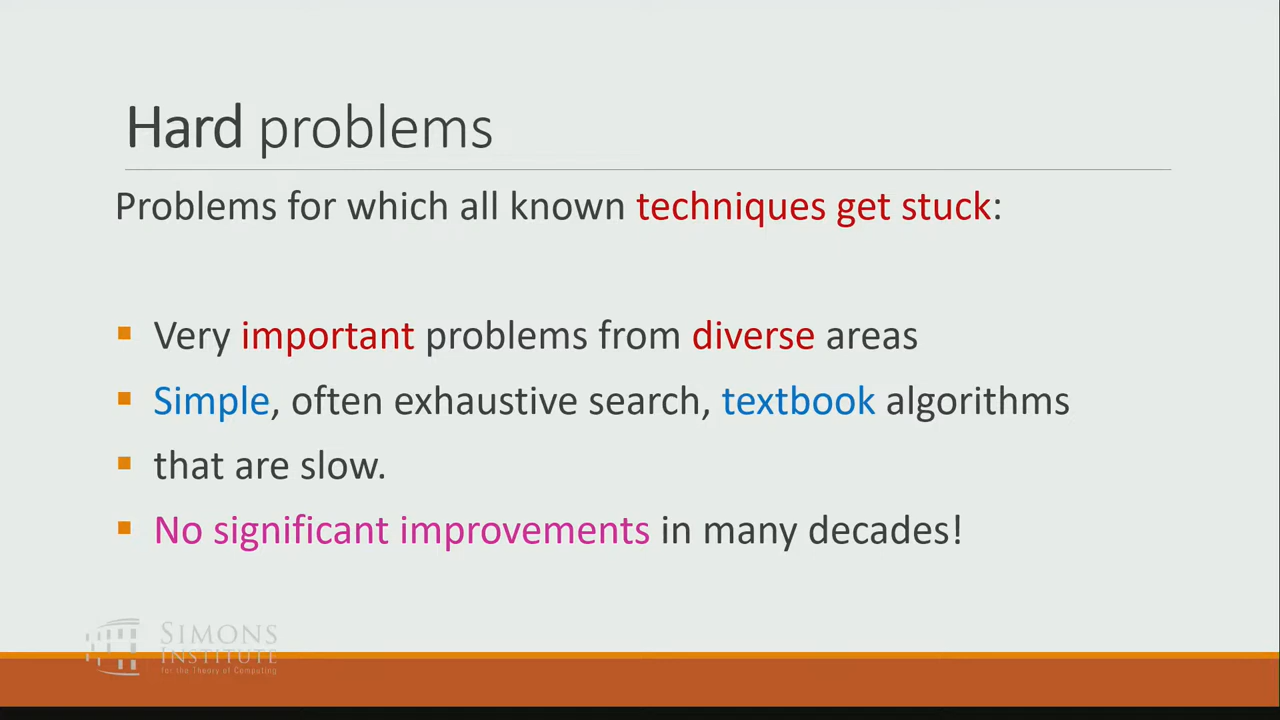 Hard problems
Problems for which all known techniques get stuck:
▪ Very important problems from diverse areas
▪ Simple, often exhaustive search, textbook algorithms
▪ that are slow.
▪ No significant improvements in many decades!
SIMONS
INSTITUTE
for the Theory of Computing